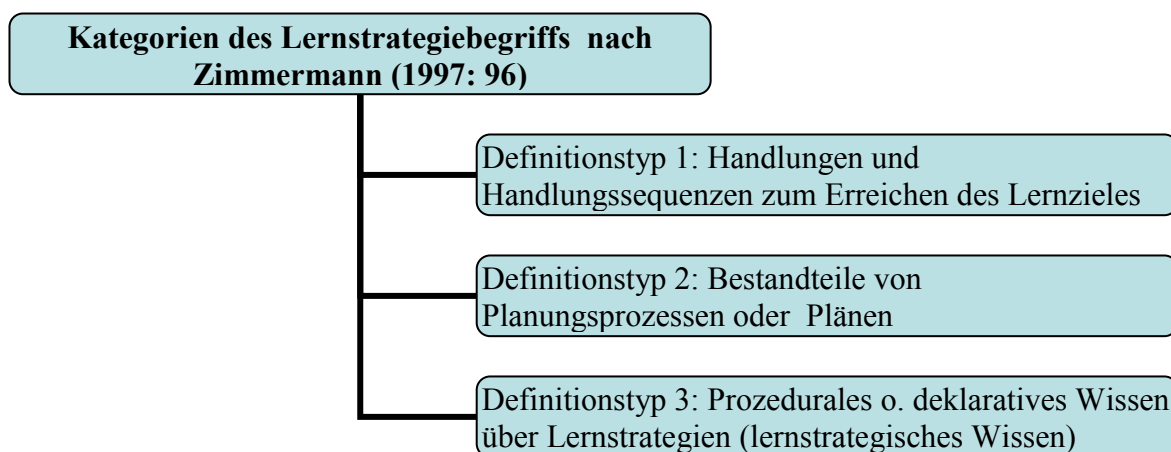 Kategorien des Lernstrategiebegriffs nach
Zimmermann (1997: 96)
Definitionstyp 1: Handlungen und
Handlungssequenzen zum Erreichen des Lernzieles
Definitionstyp 2: Bestandteile von
Planungsprozessen oder Plänen
Definitionstyp 3: Prozedurales o. deklaratives Wissen
über Lernstrategien (lernstrategisches Wissen)